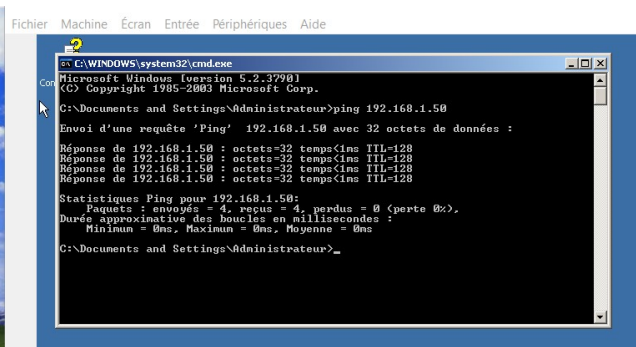 Fichier Machine Écran Entrée Périphériques Aide
C:\WINDOWS\system32\cmd.exe
Con
Microsoft Windows [version 5.2.3790]
(C) Copyright 1985-2003 Microsoft Corp.
C:\Documents and Settings\Administrateur>ping 192.168.1.50
Envoi d'une requête 'Ping'  192.168.1.50 avec 32 octets de données :
Réponse de 192.168.1.50 : octets=32 temps<1ms TTL=128
Réponse de 192.168.1.50 : octets=32 temps<1ms TTL=128
Réponse de 192.168.1.50 : octets=32 temps<1ms TTL=128
Réponse de 192.168.1.50 : octets=32 temps<1ms TTL=128
Statistiques Ping pour 192.168.1.50:
Paquets : envoyés = 4, reçus = 4, perdus = 0 (perte 0%),
Durée approximative des boucles en millisecondes :
Minimum = 0ms, Maximum = 0ms, Moyenne = 0ms
C:\Documents and Settings\Administrateur>_